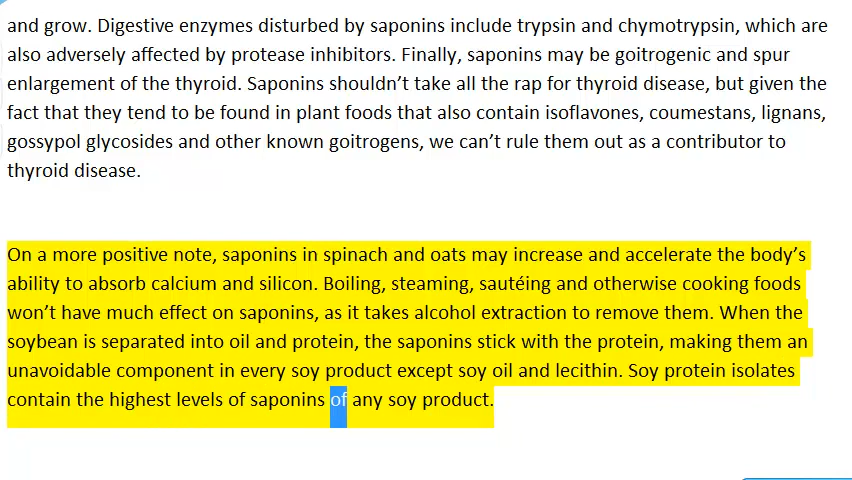 and grow. Digestive enzymes disturbed by saponins include trypsin and chymotrypsin, which are
also adversely affected by protease inhibitors. Finally, saponins may be goitrogenic and spur
enlargement of the thyroid. Saponins shouldn’t take all the rap for thyroid disease, but given the
fact that they tend to be found in plant foods that also contain isoflavones, coumestans, lignans,
gossypol glycosides and other known goitrogens, we can’t rule them out as a contributor to
thyroid disease.
On a more positive note, saponins in spinach and oats may increase and accelerate the body’s
ability to absorb calcium and silicon. Boiling, steaming, sautéing and otherwise cooking foods
won’t have much effect on saponins, as it takes alcohol extraction to remove them. When the
soybean is separated into oil and protein, the saponins stick with the protein, making them an
unavoidable component in every soy product except soy oil and lecithin. Soy protein isolates
contain the highest levels of saponins of any soy product.